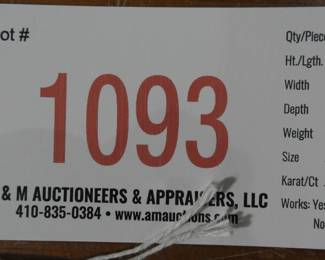 ot #
1093
& M AUCTIONEERS & APPRAISERS, LLC
410-835-0384 • www.amauctions.com
Qty/Piece
Ht./Lgth.
Width
Depth
Weight
Size
Karat/Ct
Works: Yes
No